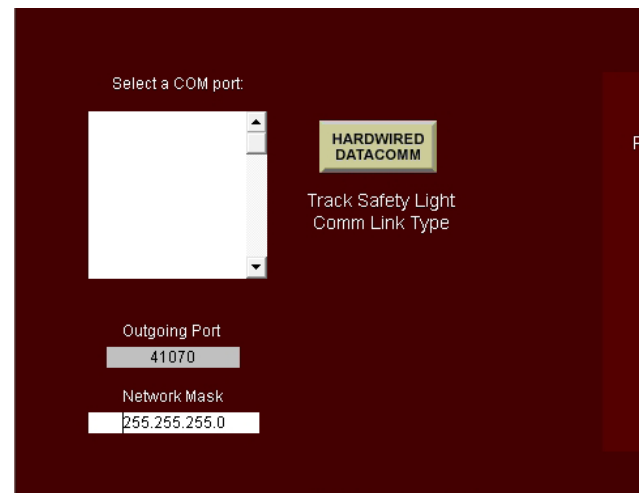 Select a COM port:
HARDWIRED
DATACOMM
Track Safety Light
Comm Link Type
Outgoing Port
41070
Network Mask
255.255.255.0